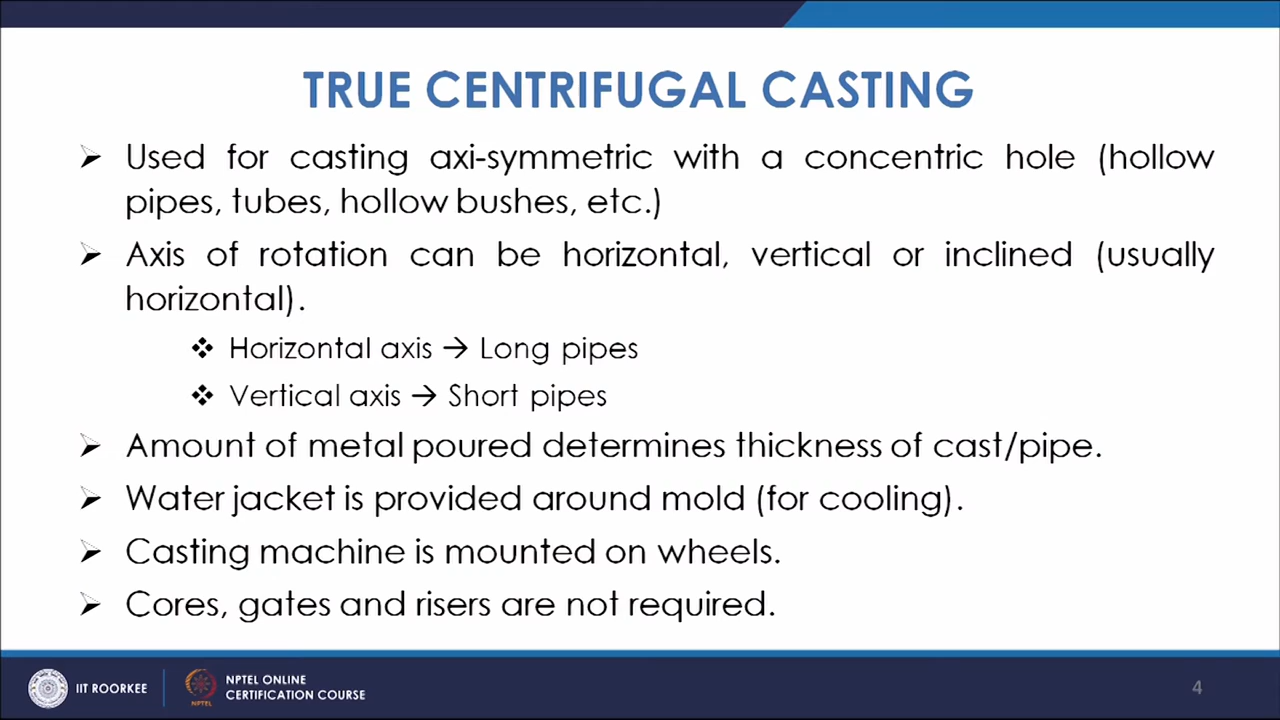 TRUE CENTRIFUGAL CASTING
➢ Used for casting axi-symmetric with a concentric hole (hollow
pipes, tubes, hollow bushes, etc.)
➢ Axis of rotation can be horizontal, vertical or inclined (usually
horizontal).
❖ Horizontal axis → Long pipes
❖ Vertical axis → Short pipes
➢ Amount of metal poured determines thickness of cast/pipe.
➢ Water jacket is provided around mold (for cooling).
➢ Casting machine is mounted on wheels.
➢ Cores, gates and risers are not required.
IIT ROORKEE
NPTEL
NPTEL ONLINE
CERTIFICATION COURSE
4